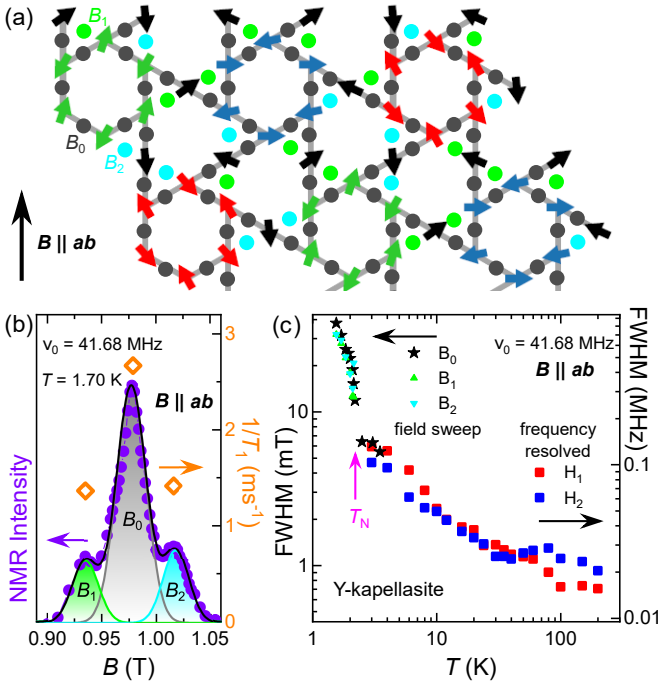 (a)
B₁
B₂
B₀
B₂
B || ab
(b)
ν₀ = 41.68 MHz
T = 1.70 K
B || ab
B₀
B₁
B₂
NMR Intensity
1/T₁ (ms⁻¹)
3
2
1
0
0.90
0.95
1.00
1.05
B (T)
(c)
ν₀ = 41.68 MHz
B || ab
B₀
B₁
B₂
field sweep
frequency
resolved
H₁
H₂
T_N
Y-kapellasite
FWHM (mT)
10
1
FWHM (MHz)
0.1
0.01
1
10
100
T (K)